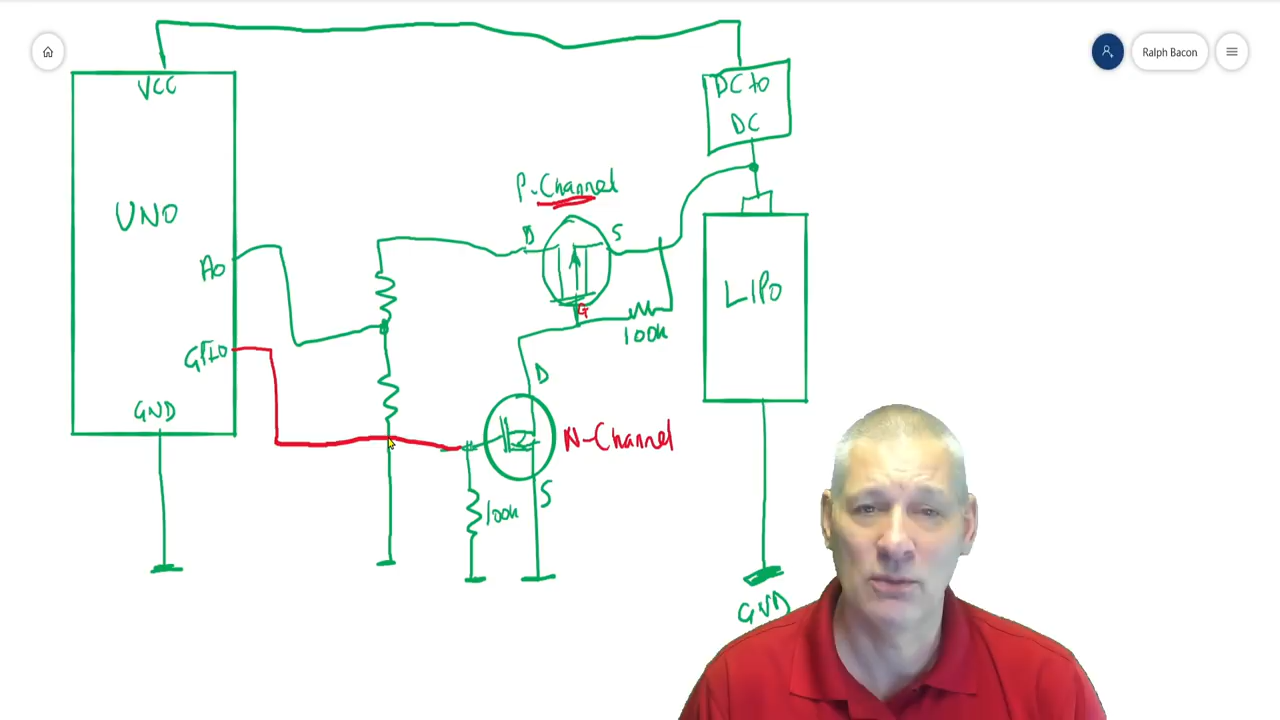 Ralph Bacon
VCC
DC to
DC
P-Channel
UNO
D
S
A0
LIPO
G
100k
GPIO
D
GND
N-Channel
S
100k
GND